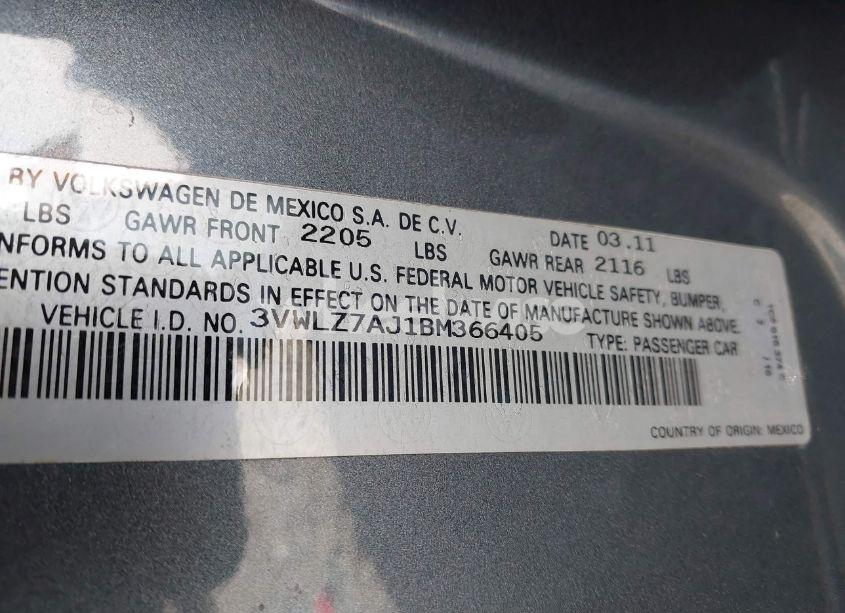 BY VOLKSWAGEN DE MEXICO S.A. DE C.V. DATE 03.11
LBS GAWR FRONT 2205 LBS GAWR REAR 2116 LBS
NFORMS TO ALL APPLICABLE U.S. FEDERAL MOTOR VEHICLE SAFETY, BUMPER,
ENTION STANDARDS IN EFFECT ON THE DATE OF MANUFACTURE SHOWN ABOVE.
VEHICLE I.D. NO. 3VWLZ7AJ1BM366405 TYPE: PASSENGER CAR
COUNTRY OF ORIGIN: MEXICO